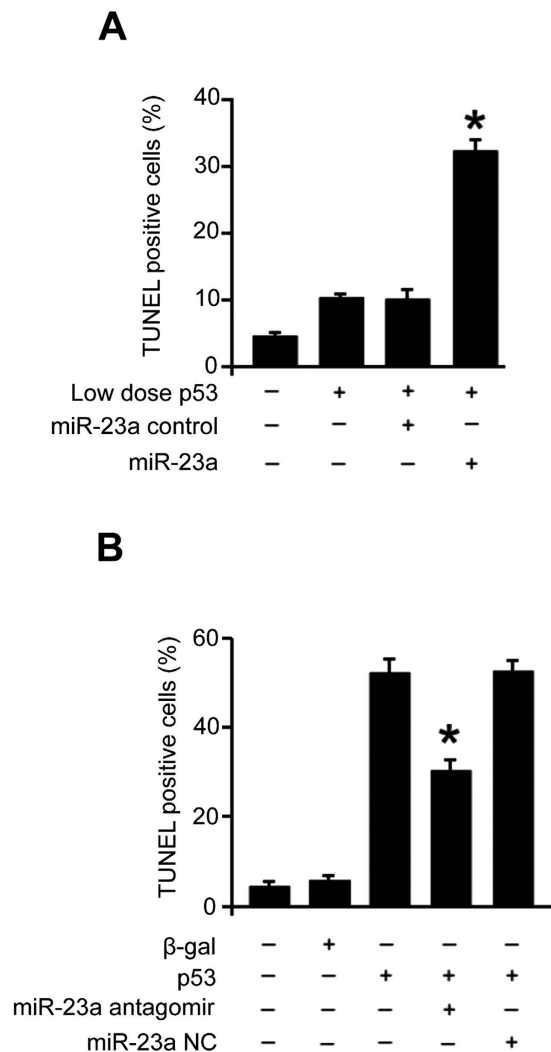 A
TUNEL positive cells (%)
40
30
20
10
0
*
Low dose p53 – + + +
miR-23a control – – + –
miR-23a – – – +
B
TUNEL positive cells (%)
60
40
20
0
*
β-gal – + – – –
p53 – – + + +
miR-23a antagomir – – – + –
miR-23a NC – – – – +